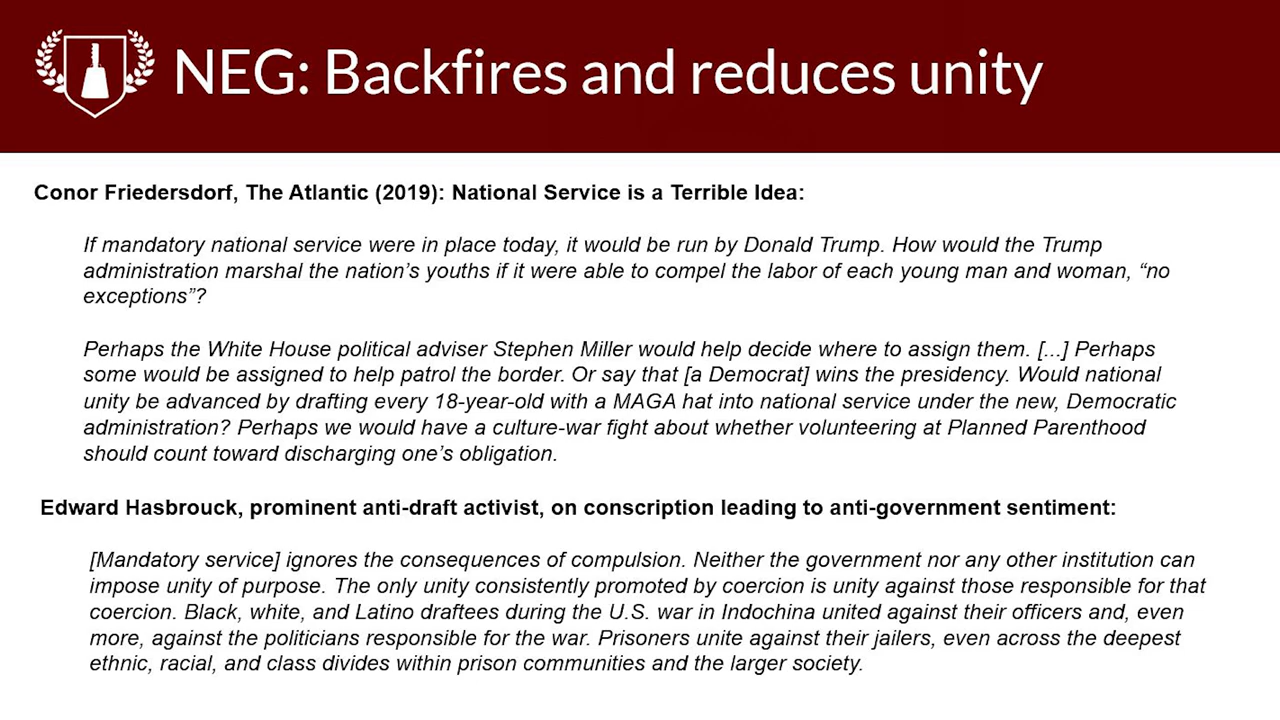 NEG: Backfires and reduces unity
Conor Friedersdorf, The Atlantic (2019): National Service is a Terrible Idea:
If mandatory national service were in place today, it would be run by Donald Trump. How would the Trump
administration marshal the nation’s youths if it were able to compel the labor of each young man and woman, “no
exceptions”?
Perhaps the White House political adviser Stephen Miller would help decide where to assign them. [...] Perhaps
some would be assigned to help patrol the border. Or say that [a Democrat] wins the presidency. Would national
unity be advanced by drafting every 18-year-old with a MAGA hat into national service under the new, Democratic
administration? Perhaps we would have a culture-war fight about whether volunteering at Planned Parenthood
should count toward discharging one’s obligation.
Edward Hasbrouck, prominent anti-draft activist, on conscription leading to anti-government sentiment:
[Mandatory service] ignores the consequences of compulsion. Neither the government nor any other institution can
impose unity of purpose. The only unity consistently promoted by coercion is unity against those responsible for that
coercion. Black, white, and Latino draftees during the U.S. war in Indochina united against their officers and, even
more, against the politicians responsible for the war. Prisoners unite against their jailers, even across the deepest
ethnic, racial, and class divides within prison communities and the larger society.